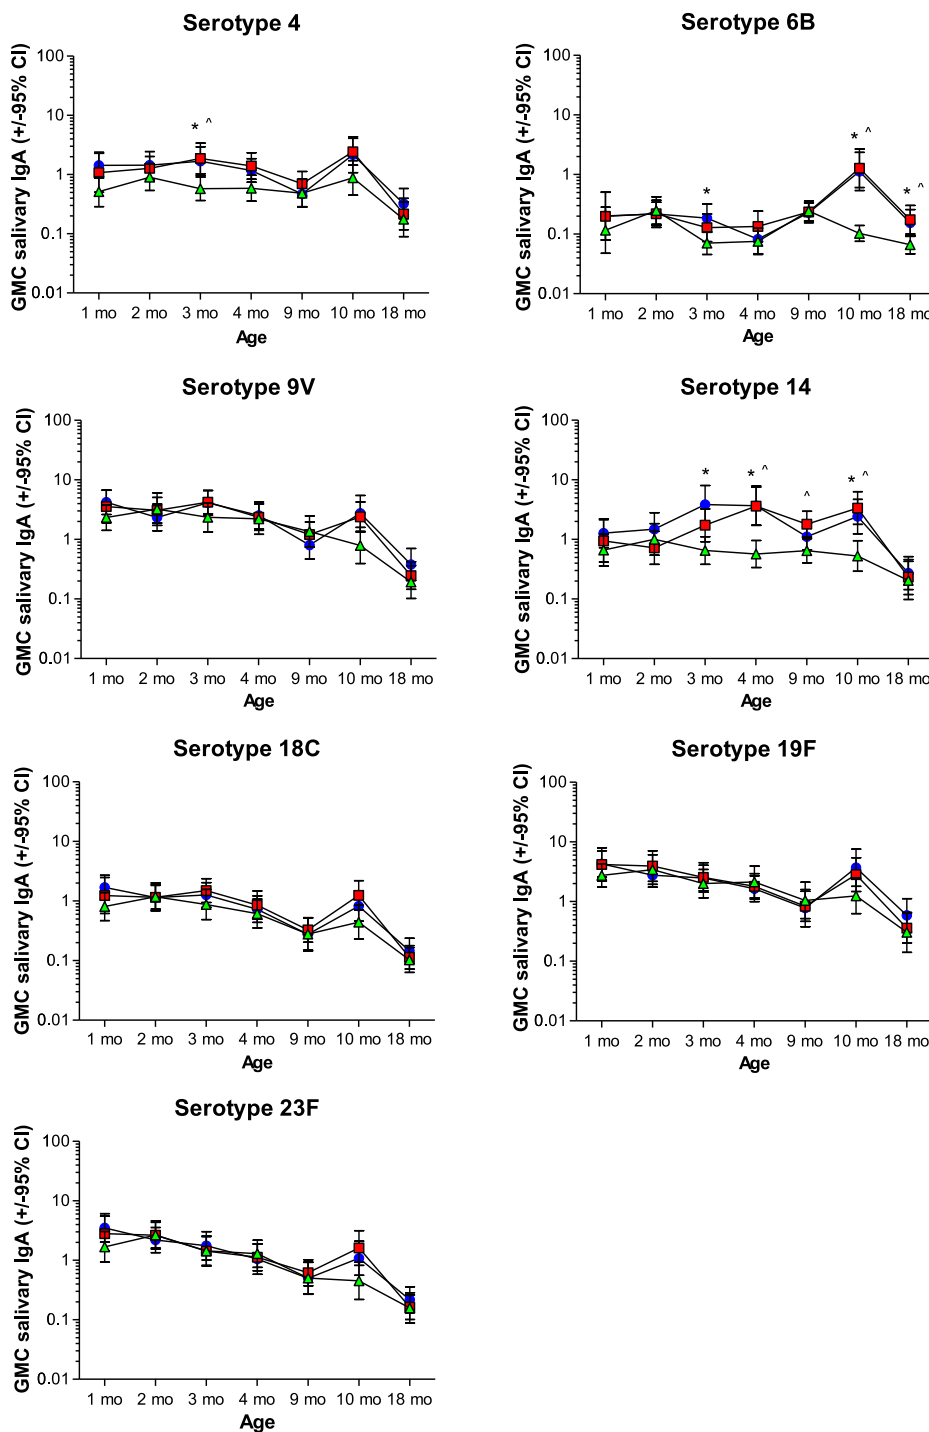 Serotype 4
GMC salivary IgA (+/-95% CI)
100
10
1
0.1
0.01
* ^
1 mo 2 mo 3 mo 4 mo 9 mo 10 mo 18 mo
Age
Serotype 6B
GMC salivary IgA (+/-95% CI)
100
10
1
0.1
0.01
* * ^ * ^
1 mo 2 mo 3 mo 4 mo 9 mo 10 mo 18 mo
Age
Serotype 9V
GMC salivary IgA (+/-95% CI)
100
10
1
0.1
0.01
1 mo 2 mo 3 mo 4 mo 9 mo 10 mo 18 mo
Age
Serotype 14
GMC salivary IgA (+/-95% CI)
100
10
1
0.1
0.01
* * ^ ^ * ^
1 mo 2 mo 3 mo 4 mo 9 mo 10 mo 18 mo
Age
Serotype 18C
GMC salivary IgA (+/-95% CI)
100
10
1
0.1
0.01
1 mo 2 mo 3 mo 4 mo 9 mo 10 mo 18 mo
Age
Serotype 19F
GMC salivary IgA (+/-95% CI)
100
10
1
0.1
0.01
1 mo 2 mo 3 mo 4 mo 9 mo 10 mo 18 mo
Age
Serotype 23F
GMC salivary IgA (+/-95% CI)
100
10
1
0.1
0.01
1 mo 2 mo 3 mo 4 mo 9 mo 10 mo 18 mo
Age